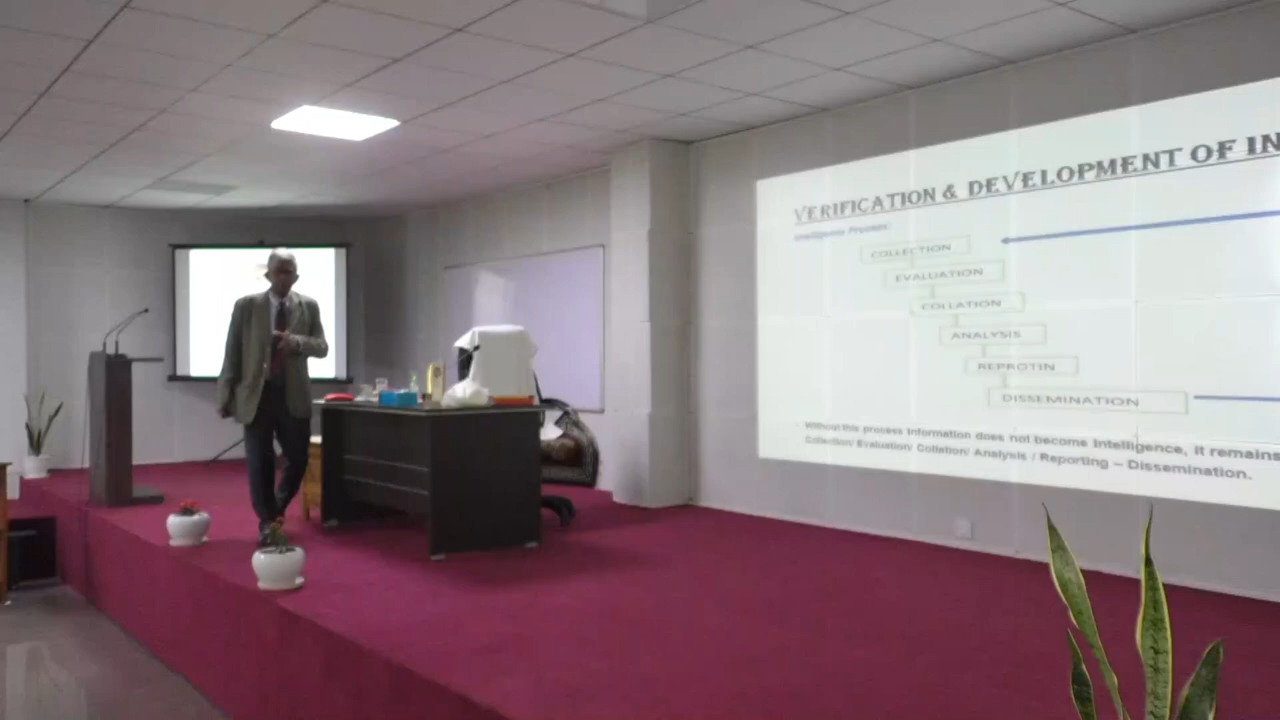 VERIFICATION & DEVELOPMENT OF IN
Intelligence Process:
COLLECTION
EVALUATION
COLLATION
ANALYSIS
REPROTIN
DISSEMINATION
Without this process information does not become Intelligence, it remains
Collection/ Evaluation/ Collation/ Analysis / Reporting – Dissemination.